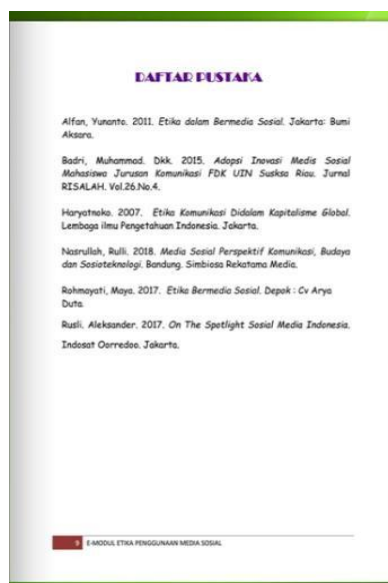 DAFTAR PUSTAKA
Alfan, Yunanto. 2011. Etika dalam Bermedia Sosial. Jakarta: Bumi
Aksara.
Badri, Muhammad. Dkk. 2015. Adopsi Inovasi Medis Sosial
Mahasiswa Jurusan Komunikasi FDK UIN Susksa Riau. Jurnal
RISALAH. Vol.26.No.4.
Haryatnoko. 2007. Etika Komunikasi Didalam Kapitalisme Global.
Lembaga ilmu Pengetahuan Indonesia. Jakarta.
Nasrullah, Rulli. 2018. Media Sosial Perspektif Komunikasi, Budaya
dan Sosioteknologi. Bandung. Simbiosa Rekatama Media.
Rohmayati, Maya. 2017. Etika Bermedia Sosial. Depok : Cv Arya
Duta.
Rusli. Aleksander. 2017. On The Spotlight Sosial Media Indonesia.
Indosat Oorredoo. Jakarta.
9 E-MODUL ETIKA PENGGUNAAN MEDIA SOSIAL